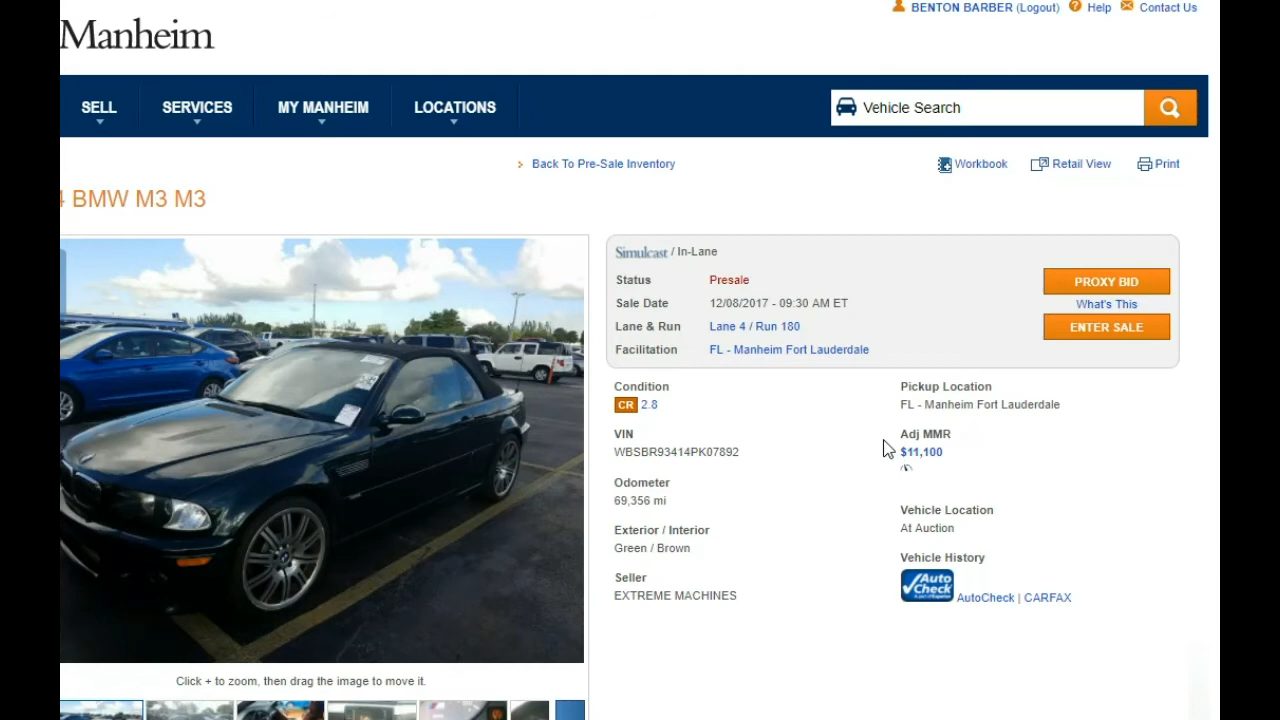 BENTON BARBER (Logout) Help Contact Us
Manheim
SELL SERVICES MY MANHEIM LOCATIONS Vehicle Search
Back To Pre-Sale Inventory Workbook Retail View Print
4 BMW M3 M3
Simulcast / In-Lane
Status Presale PROXY BID
Sale Date 12/08/2017 - 09:30 AM ET What's This
Lane & Run Lane 4 / Run 180 ENTER SALE
Facilitation FL - Manheim Fort Lauderdale
Condition
CR 2.8
VIN
WBSBR93414PK07892
Odometer
69,356 mi
Exterior / Interior
Green / Brown
Seller
EXTREME MACHINES
Pickup Location
FL - Manheim Fort Lauderdale
Adj MMR
$11,100
Vehicle Location
At Auction
Vehicle History
Auto
Check
AutoCheck | CARFAX
Click + to zoom, then drag the image to move it.